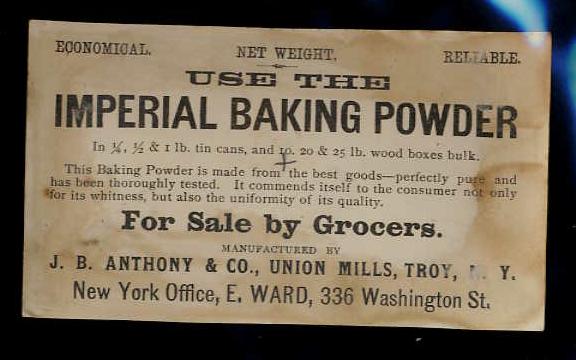 ECONOMICAL. NET WEIGHT. RELIABLE.
USE THE
IMPERIAL BAKING POWDER
In ¼, ½ & 1 lb. tin cans, and 10, 20 & 25 lb. wood boxes bulk.
This Baking Powder is made from the best goods—perfectly pure and
has been thoroughly tested. It commends itself to the consumer not only
for its whitness, but also the uniformity of its quality.
For Sale by Grocers.
MANUFACTURED BY
J. B. ANTHONY & CO., UNION MILLS, TROY, N. Y.
New York Office, E. WARD, 336 Washington St.